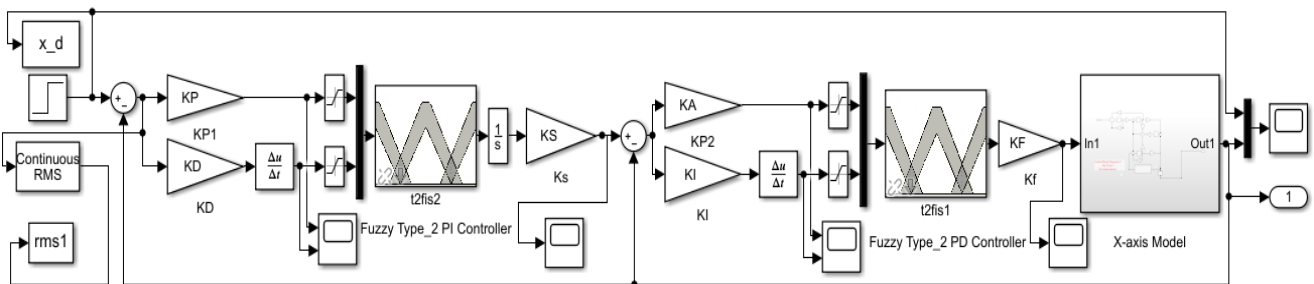 x_d
KP
KP1
KD
KD
Δu
Δt
Continuous
RMS
rms1
t2fis2
Fuzzy Type_2 PI Controller
1
s
KS
Ks
KA
KP2
KI
KI
Δu
Δt
t2fis1
Fuzzy Type_2 PD Controller
KF
Kf
In1
Out1
X-axis Model
1